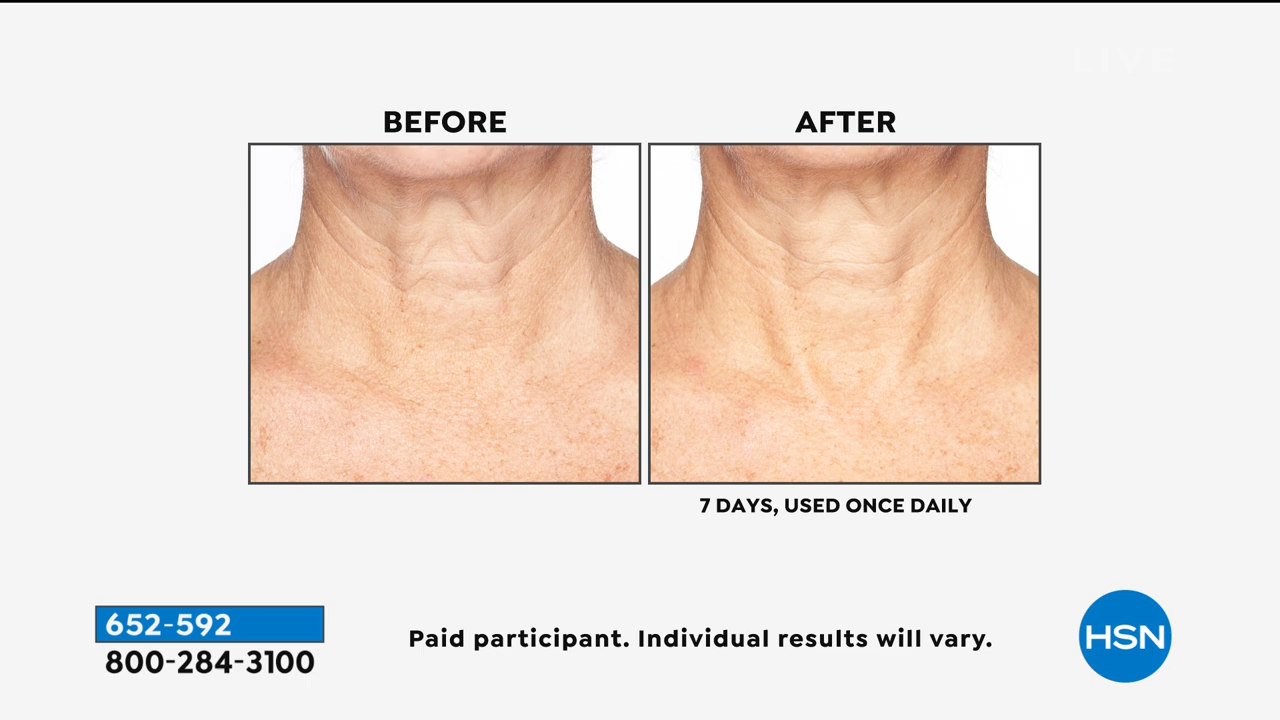 LIVE
BEFORE
AFTER
7 DAYS, USED ONCE DAILY
652-592
800-284-3100
Paid participant. Individual results will vary.
HSN